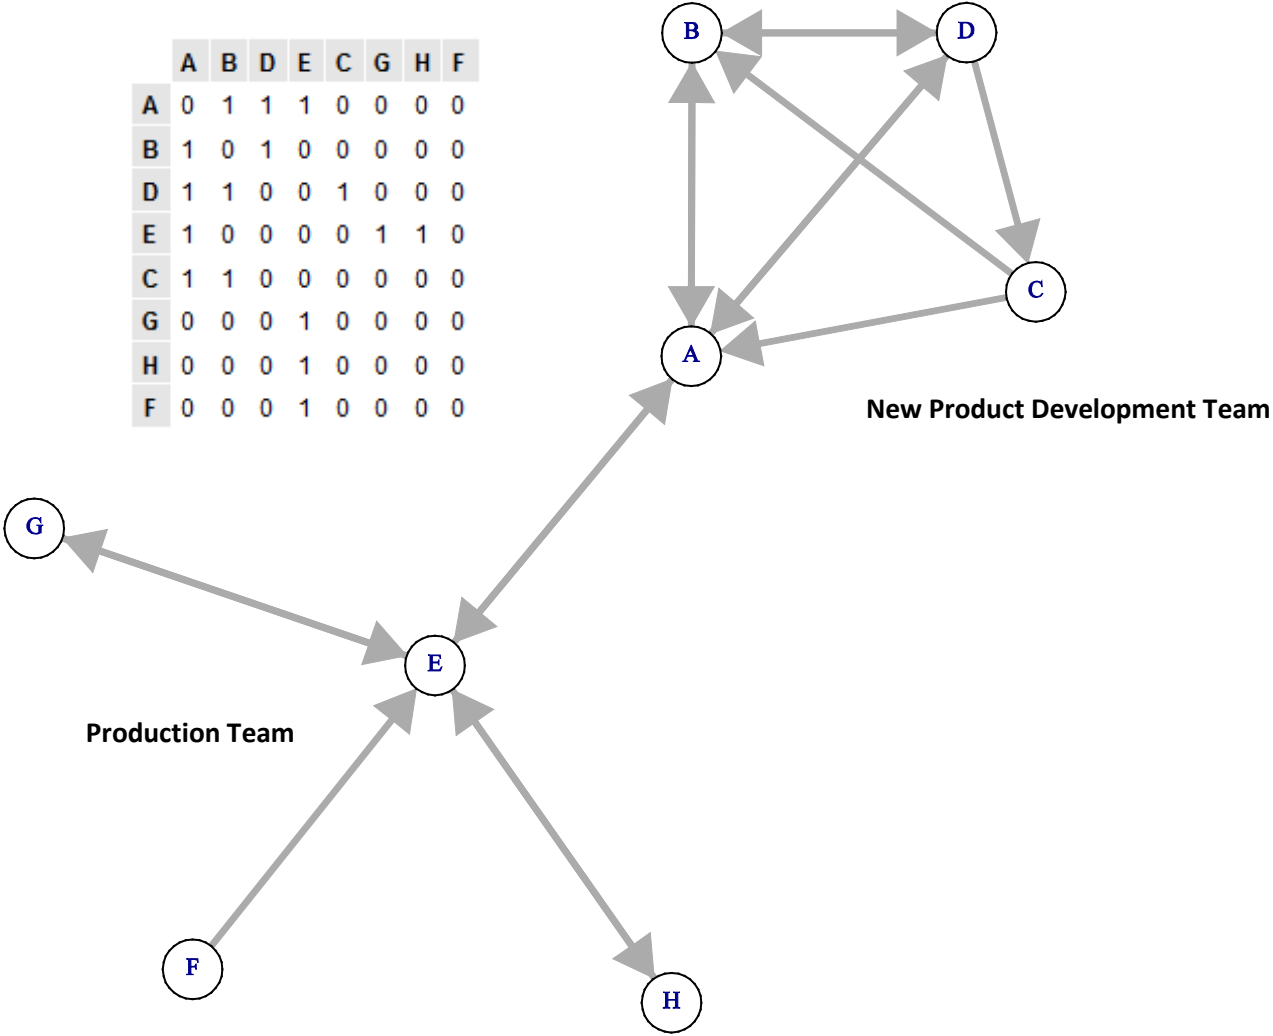 A B D E C G H F
A 0 1 1 1 0 0 0 0
B 1 0 1 0 0 0 0 0
D 1 1 0 0 1 0 0 0
E 1 0 0 0 0 1 1 0
C 1 1 0 0 0 0 0 0
G 0 0 0 1 0 0 0 0
H 0 0 0 1 0 0 0 0
F 0 0 0 1 0 0 0 0
B
D
C
A
New Product Development Team
G
E
Production Team
F
H